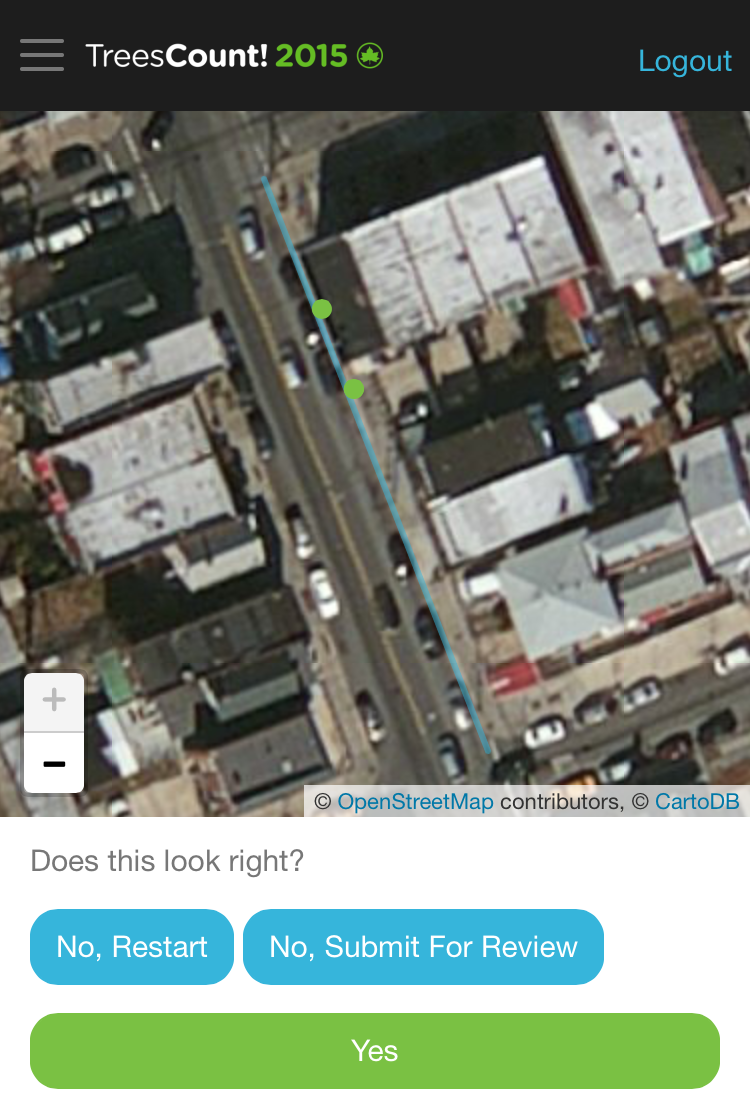 TreesCount! 2015
Logout
+
−
© OpenStreetMap contributors, © CartoDB
Does this look right?
No, Restart
No, Submit For Review
Yes